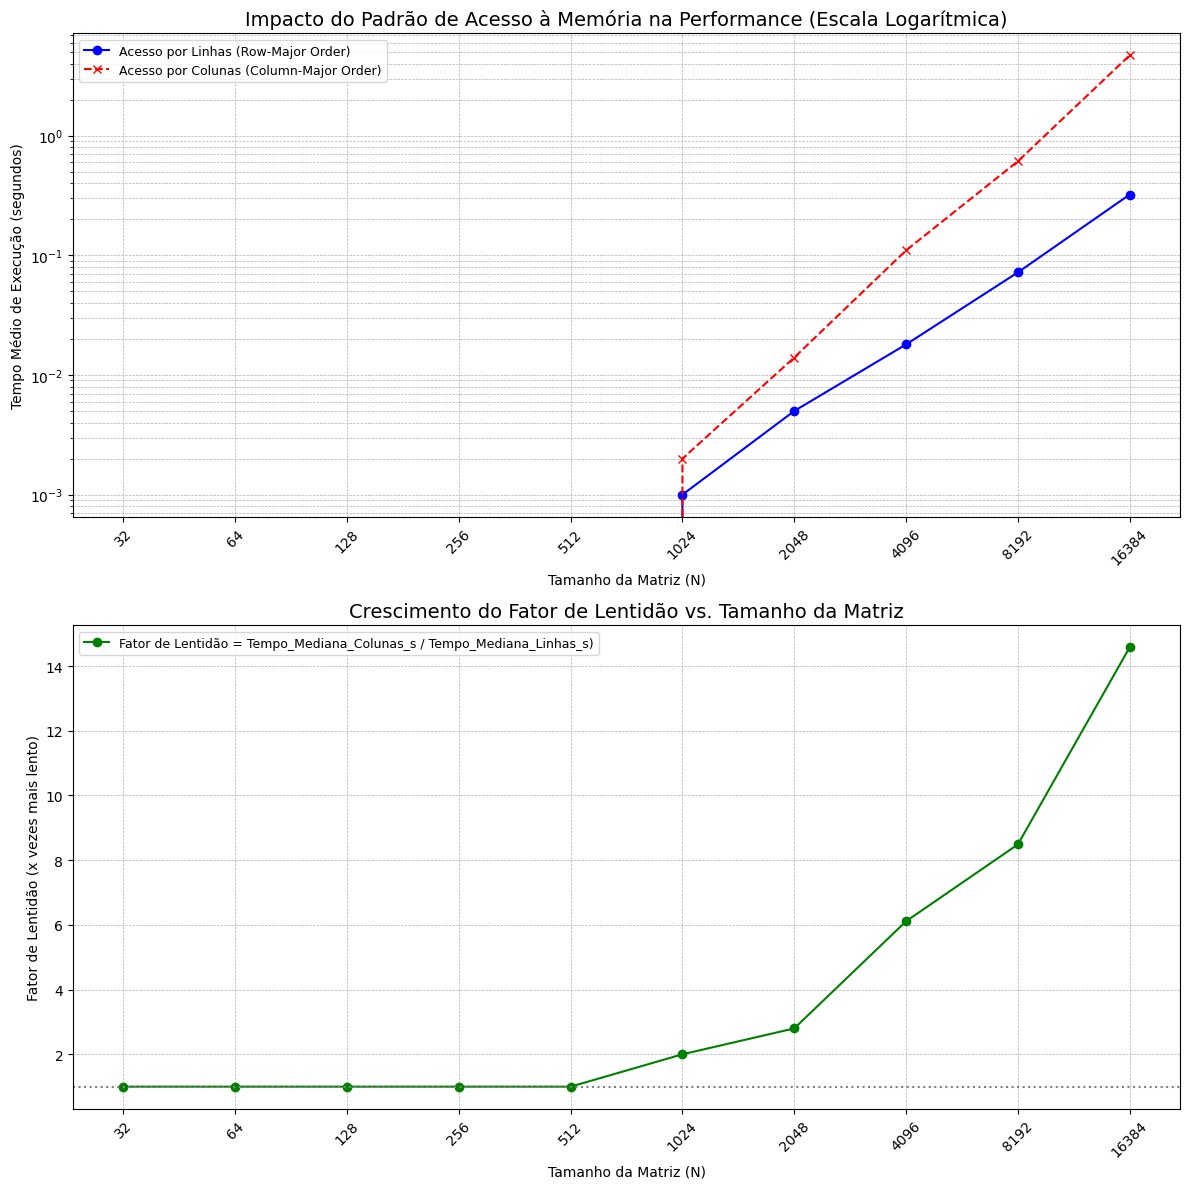 Impacto do Padrão de Acesso à Memória na Performance (Escala Logarítmica)
Acesso por Linhas (Row-Major Order)
Acesso por Colunas (Column-Major Order)
Tempo Médio de Execução (segundos)
10⁰
10⁻¹
10⁻²
10⁻³
32 64 128 256 512 1024 2048 4096 8192 16384
Tamanho da Matriz (N)
Crescimento do Fator de Lentidão vs. Tamanho da Matriz
Fator de Lentidão = Tempo_Mediana_Colunas_s / Tempo_Mediana_Linhas_s)
Fator de Lentidão (x vezes mais lento)
14
12
10
8
6
4
2
32 64 128 256 512 1024 2048 4096 8192 16384
Tamanho da Matriz (N)